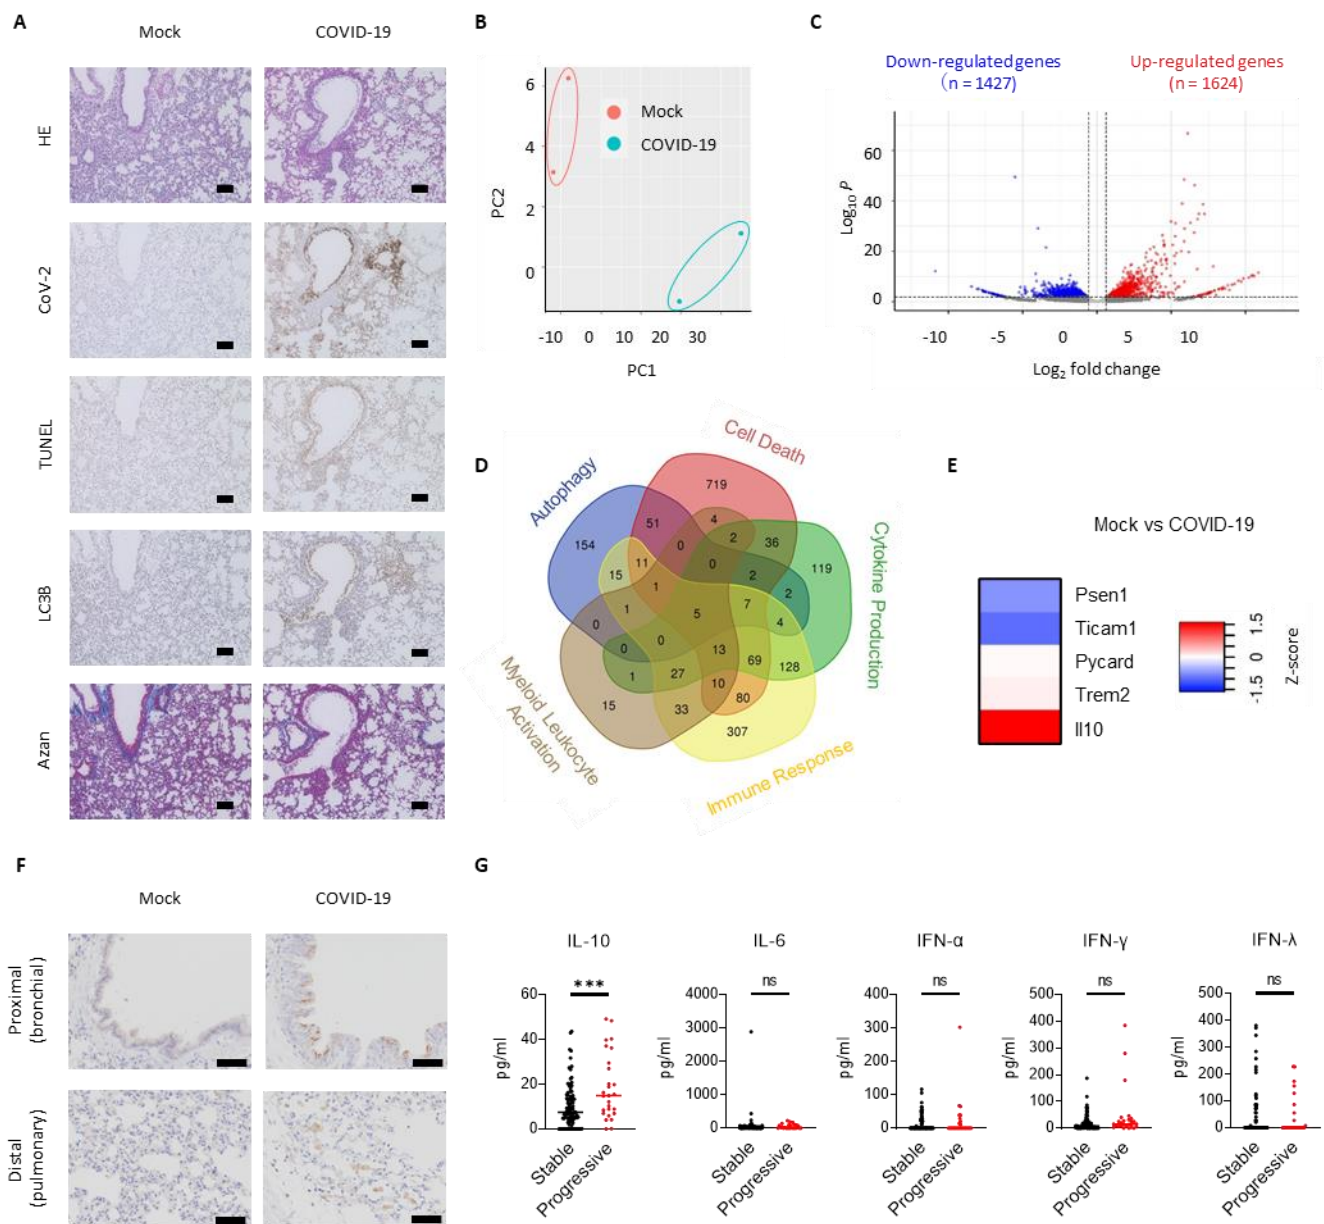 A
Mock
COVID-19
HE
CoV-2
TUNEL
LC3B
Azan
B
6
4
2
0
PC2
Mock
COVID-19
-10 0 10 20 30
PC1
C
Down-regulated genes
(n = 1427)
Up-regulated genes
(n = 1624)
60
40
20
0
Log10 P
-10 -5 0 5 10
Log2 fold change
D
Autophagy
Cell Death
Cytokine Production
Immune Response
Myeloid Leukocyte
Activation
719
51 4
154 0 2 36 119
11 0 2
15 1 2
1 5 7 4
0 0 13 69 128
0 27
1 10 80
15 33
307
E
Mock vs COVID-19
Psen1
Ticam1
Pycard
Trem2
Il10
1.5
0
-1.5
Z-score
F
Mock
COVID-19
Proximal
(bronchial)
Distal
(pulmonary)
G
IL-10
***
60
40
20
0
pg/ml
Stable
Progressive
IL-6
ns
4000
3000
2000
1000
0
pg/ml
Stable
Progressive
IFN-α
ns
400
300
200
100
0
pg/ml
Stable
Progressive
IFN-γ
ns
500
400
300
200
100
0
pg/ml
Stable
Progressive
IFN-λ
ns
500
400
300
200
100
0
pg/ml
Stable
Progressive